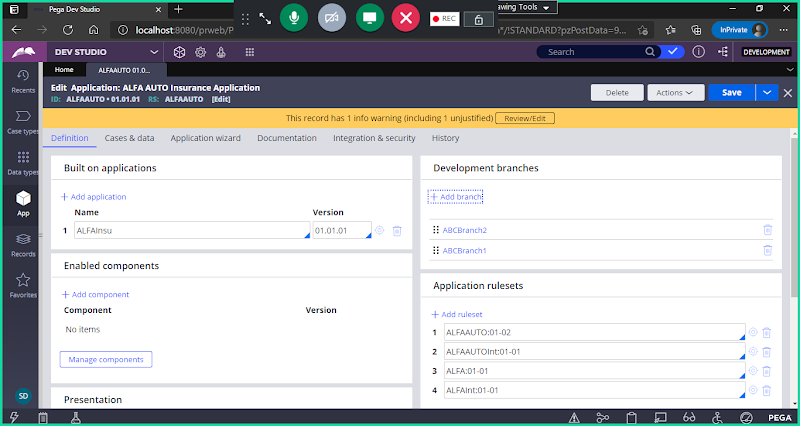 Pega Dev Studio
aving Tools
localhost:8080/prweb/P
*/!STANDARD?pzPostData=9...
InPrivate
REC
DEV STUDIO
Search
DEVELOPMENT
Recents
Case types
Data types
App
Records
Favorites
SD
Home
ALFAAUTO 01.0...
Edit Application: ALFA AUTO Insurance Application
ID: ALFAAUTO • 01.01.01 RS: ALFAAUTO [Edit]
Delete
Actions
Save
This record has 1 info warning (including 1 unjustified) Review/Edit
Definition Cases & data Application wizard Documentation Integration & security History
Built on applications
+ Add application
Name Version
1 ALFAInsu 01.01.01
Enabled components
+ Add component
Component Version
No items
Manage components
Presentation
Development branches
+ Add branch
ABCBranch2
ABCBranch1
Application rulesets
+ Add ruleset
1 ALFAAUTO:01-02
2 ALFAAUTOInt:01-01
3 ALFA:01-01
4 ALFAInt:01-01
PEGA